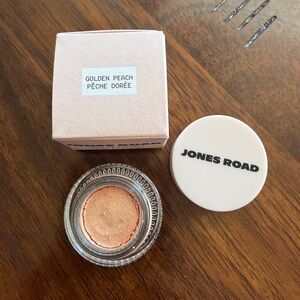 GOLDEN PEACH
PÊCHE DORÉE
JONES ROAD